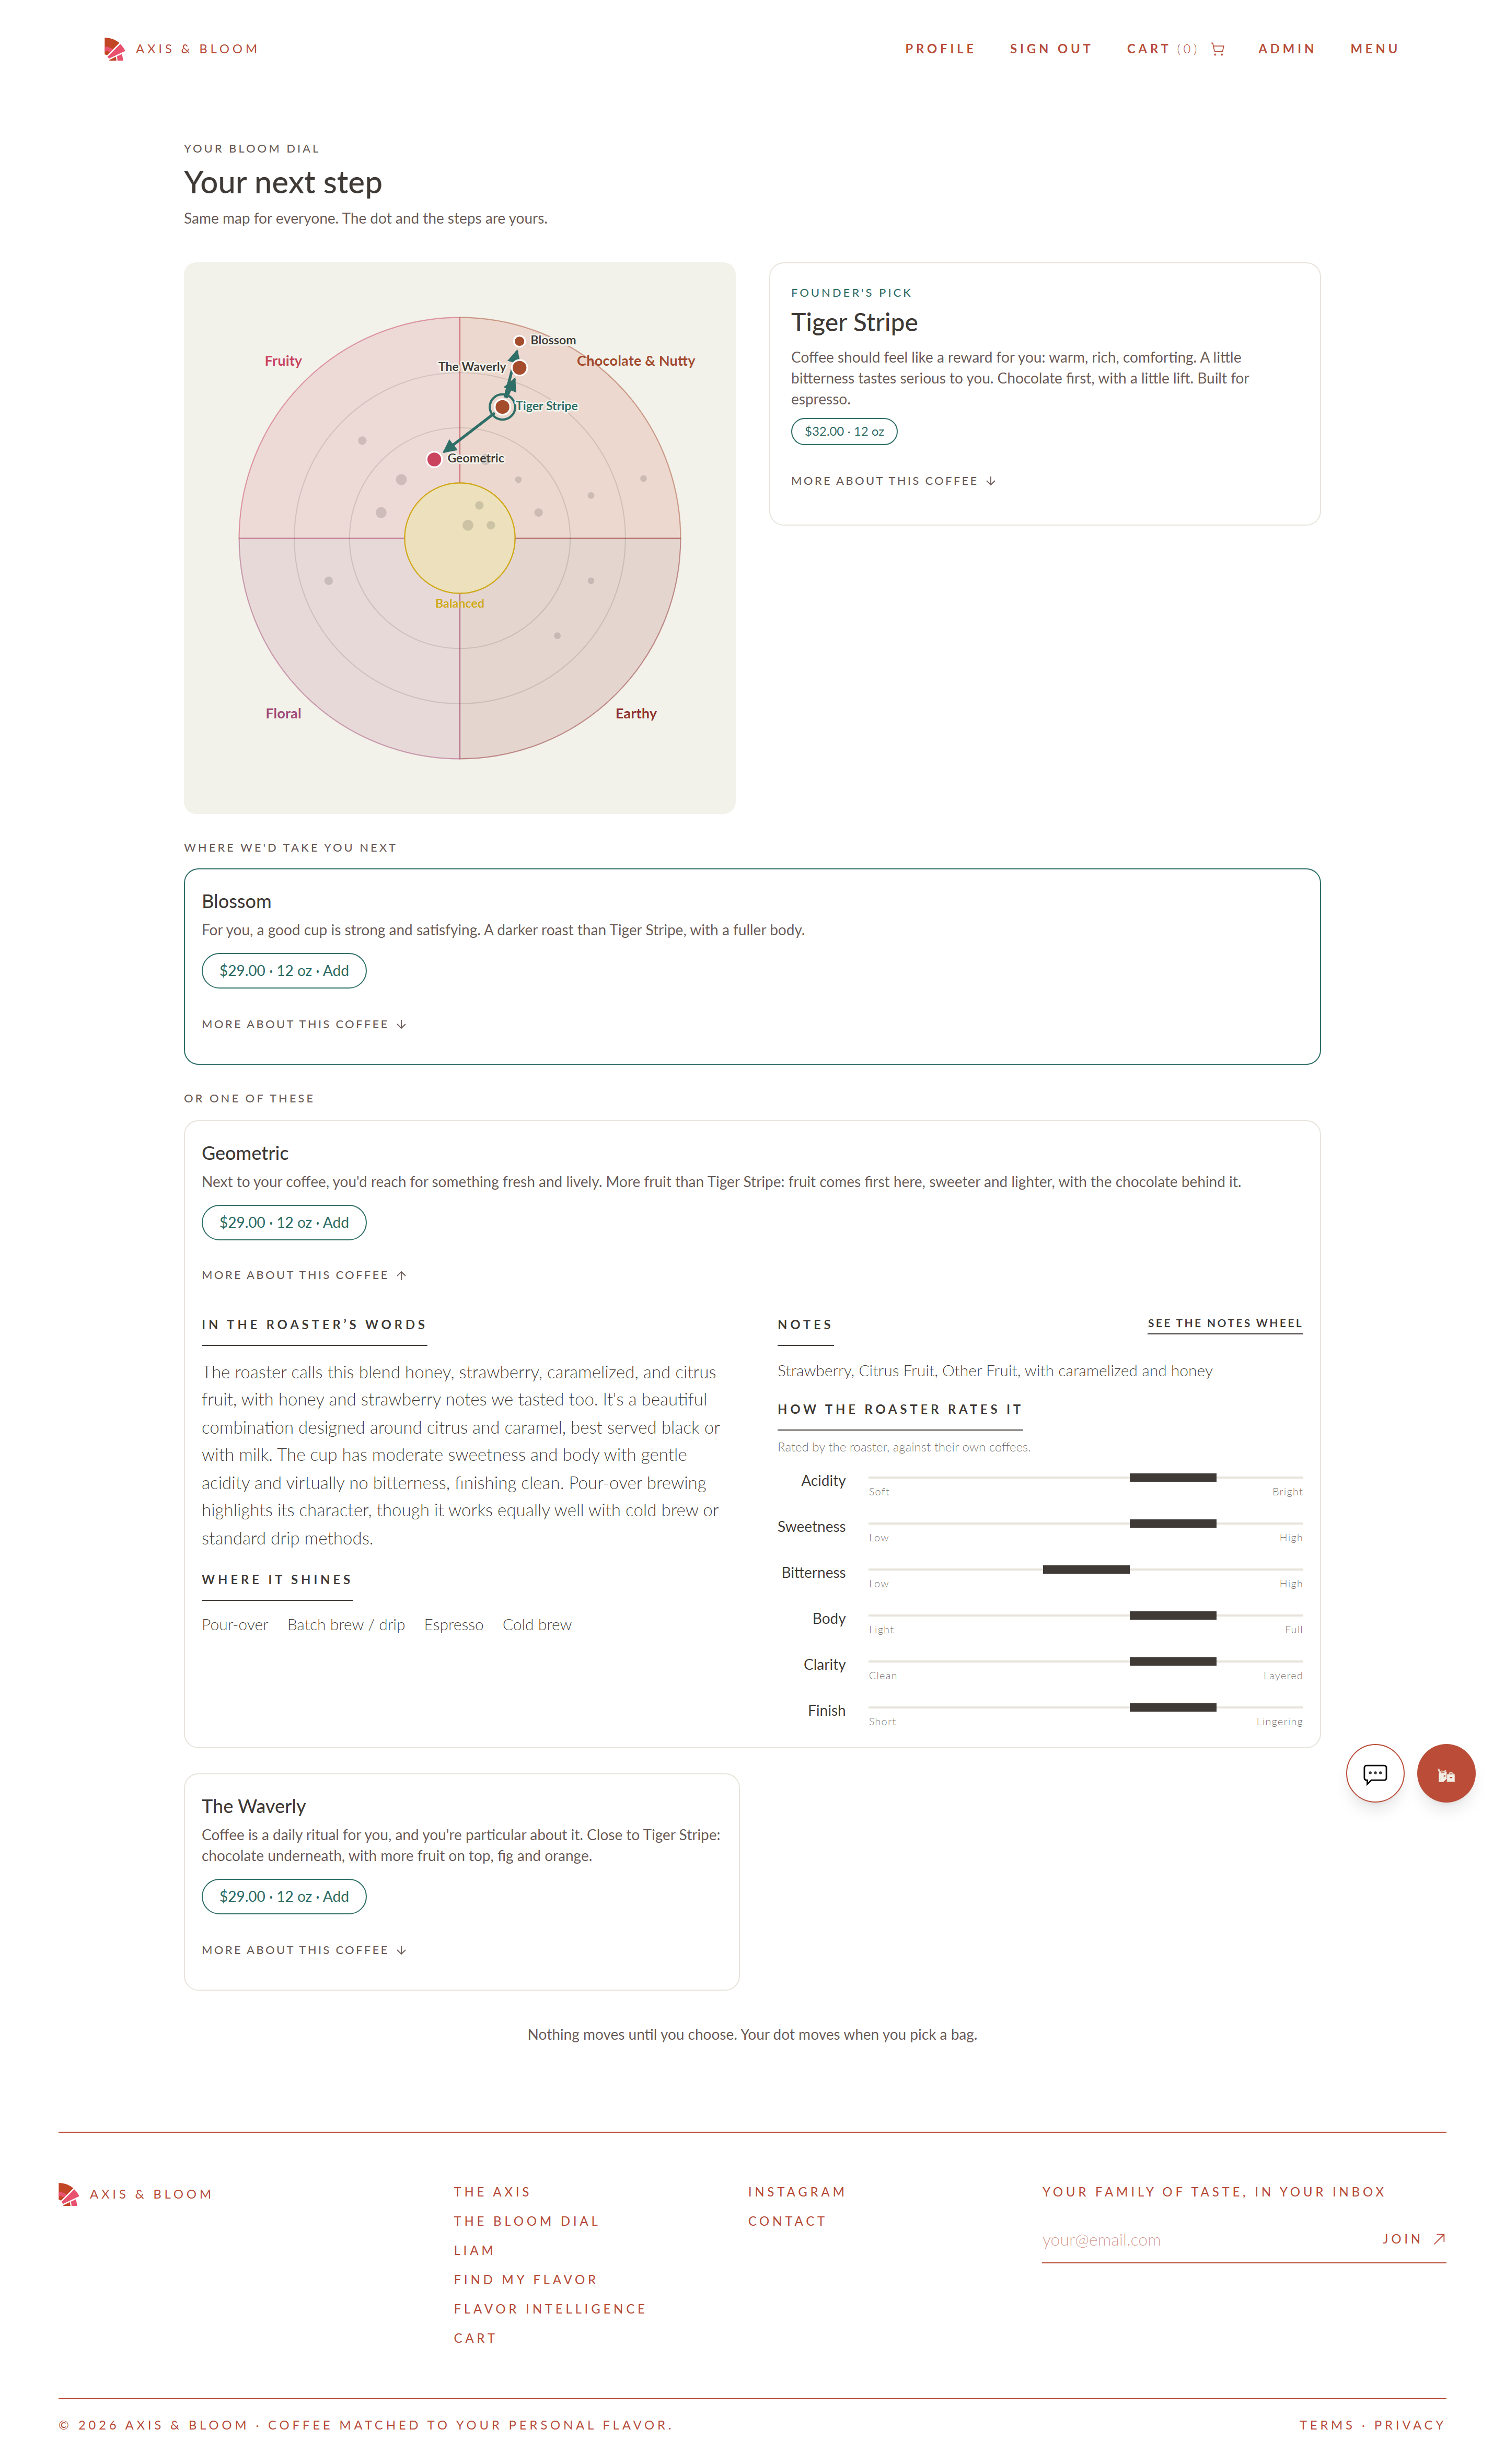 AXIS & BLOOM
PROFILE
SIGN OUT
CART (0)
ADMIN
MENU
YOUR BLOOM DIAL
Your next step
Same map for everyone. The dot and the steps are yours.
Blossom
Fruity
The Waverly
Chocolate & Nutty
Tiger Stripe
Geometric
Balanced
Floral
Earthy
FOUNDER'S PICK
Tiger Stripe
Coffee should feel like a reward for you: warm, rich, comforting. A little
bitterness tastes serious to you. Chocolate first, with a little lift. Built for
espresso.
$32.00 · 12 oz
MORE ABOUT THIS COFFEE ↓
WHERE WE'D TAKE YOU NEXT
Blossom
For you, a good cup is strong and satisfying. A darker roast than Tiger Stripe, with a fuller body.
$29.00 · 12 oz · Add
MORE ABOUT THIS COFFEE ↓
OR ONE OF THESE
Geometric
Next to your coffee, you'd reach for something fresh and lively. More fruit than Tiger Stripe: fruit comes first here, sweeter and lighter, with the chocolate behind it.
$29.00 · 12 oz · Add
MORE ABOUT THIS COFFEE ↑
IN THE ROASTER’S WORDS
The roaster calls this blend honey, strawberry, caramelized, and citrus
fruit, with honey and strawberry notes we tasted too. It's a beautiful
combination designed around citrus and caramel, best served black or
with milk. The cup has moderate sweetness and body with gentle
acidity and virtually no bitterness, finishing clean. Pour-over brewing
highlights its character, though it works equally well with cold brew or
standard drip methods.
WHERE IT SHINES
Pour-over Batch brew / drip Espresso Cold brew
NOTES
SEE THE NOTES WHEEL
Strawberry, Citrus Fruit, Other Fruit, with caramelized and honey
HOW THE ROASTER RATES IT
Rated by the roaster, against their own coffees.
Acidity
Soft Bright
Sweetness
Low High
Bitterness
Low High
Body
Light Full
Clarity
Clean Layered
Finish
Short Lingering
The Waverly
Coffee is a daily ritual for you, and you're particular about it. Close to Tiger Stripe:
chocolate underneath, with more fruit on top, fig and orange.
$29.00 · 12 oz · Add
MORE ABOUT THIS COFFEE ↓
Nothing moves until you choose. Your dot moves when you pick a bag.
AXIS & BLOOM
THE AXIS
THE BLOOM DIAL
LIAM
FIND MY FLAVOR
FLAVOR INTELLIGENCE
CART
INSTAGRAM
CONTACT
YOUR FAMILY OF TASTE, IN YOUR INBOX
your@email.com
JOIN
© 2026 AXIS & BLOOM · COFFEE MATCHED TO YOUR PERSONAL FLAVOR.
TERMS · PRIVACY